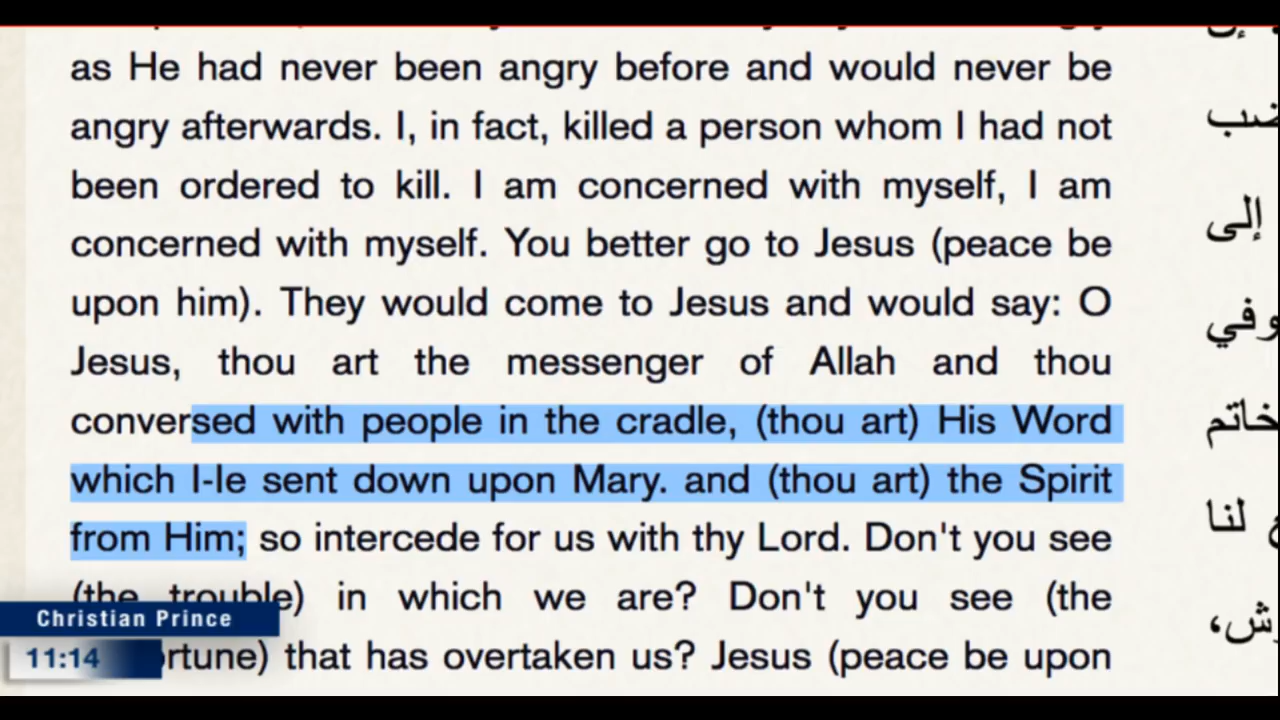 as He had never been angry before and would never be
angry afterwards. I, in fact, killed a person whom I had not
been ordered to kill. I am concerned with myself, I am
concerned with myself. You better go to Jesus (peace be
upon him). They would come to Jesus and would say: O
Jesus, thou art the messenger of Allah and thou
conversed with people in the cradle, (thou art) His Word
which I-le sent down upon Mary. and (thou art) the Spirit
from Him; so intercede for us with thy Lord. Don't you see
(the trouble) in which we are? Don't you see (the
rtune) that has overtaken us? Jesus (peace be upon
إلى
وفي
خاتم
لنا
Christian Prince
11:14